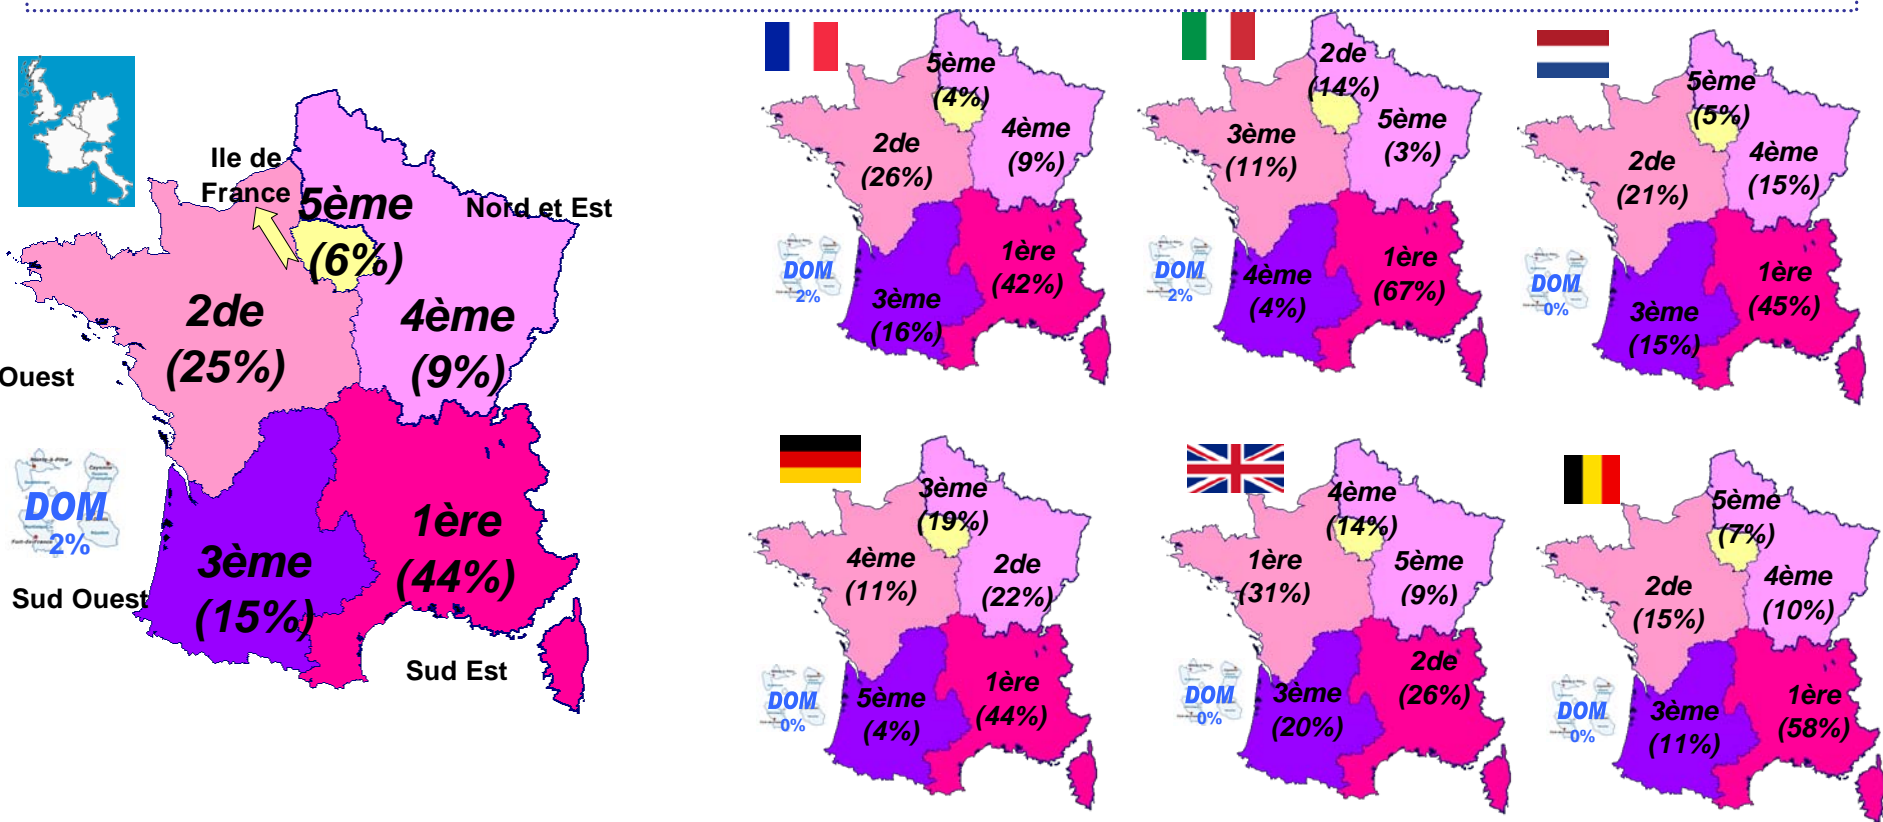 Ile de
France
5ème
(6%)
Nord et Est
2de
(25%)
4ème
(9%)
Ouest
DOM
2%
3ème
(15%)
1ère
(44%)
Sud Ouest
Sud Est
5ème
(4%)
2de
(26%)
4ème
(9%)
DOM
2%
3ème
(16%)
1ère
(42%)
2de
(14%)
3ème
(11%)
5ème
(3%)
DOM
2%
4ème
(4%)
1ère
(67%)
5ème
(5%)
2de
(21%)
4ème
(15%)
DOM
0%
3ème
(15%)
1ère
(45%)
3ème
(19%)
4ème
(11%)
2de
(22%)
DOM
0%
5ème
(4%)
1ère
(44%)
4ème
(14%)
1ère
(31%)
5ème
(9%)
DOM
0%
3ème
(20%)
2de
(26%)
5ème
(7%)
2de
(15%)
4ème
(10%)
DOM
0%
3ème
(11%)
1ère
(58%)